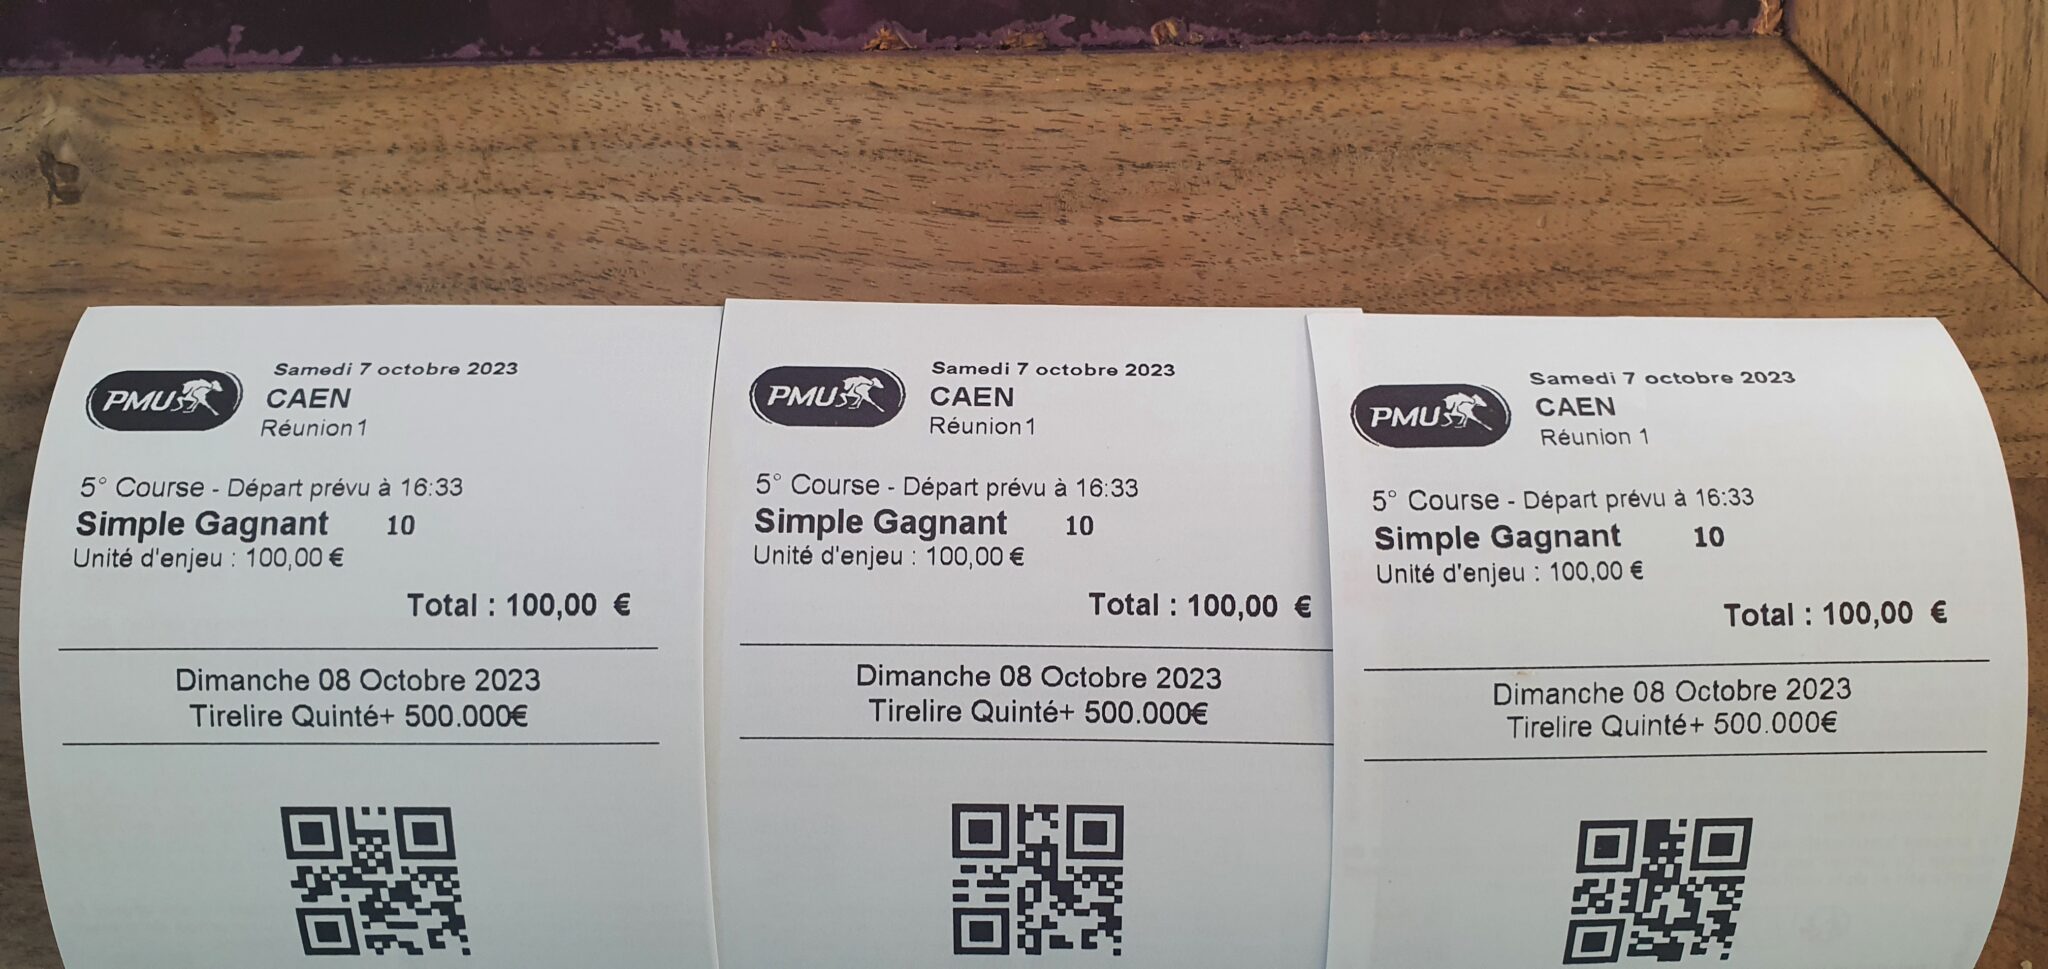 PMU
Samedi 7 octobre 2023
CAEN
Réunion 1
5° Course - Départ prévu à 16:33
Simple Gagnant 10
Unité d'enjeu : 100,00 €
Total : 100,00 €
Dimanche 08 Octobre 2023
Tirelire Quinté+ 500.000€
PMU
Samedi 7 octobre 2023
CAEN
Réunion 1
5° Course - Départ prévu à 16:33
Simple Gagnant 10
Unité d'enjeu : 100,00 €
Total : 100,00 €
Dimanche 08 Octobre 2023
Tirelire Quinté+ 500.000€
PMU
Samedi 7 octobre 2023
CAEN
Réunion 1
5° Course - Départ prévu à 16:33
Simple Gagnant 10
Unité d'enjeu : 100,00 €
Total : 100,00 €
Dimanche 08 Octobre 2023
Tirelire Quinté+ 500.000€